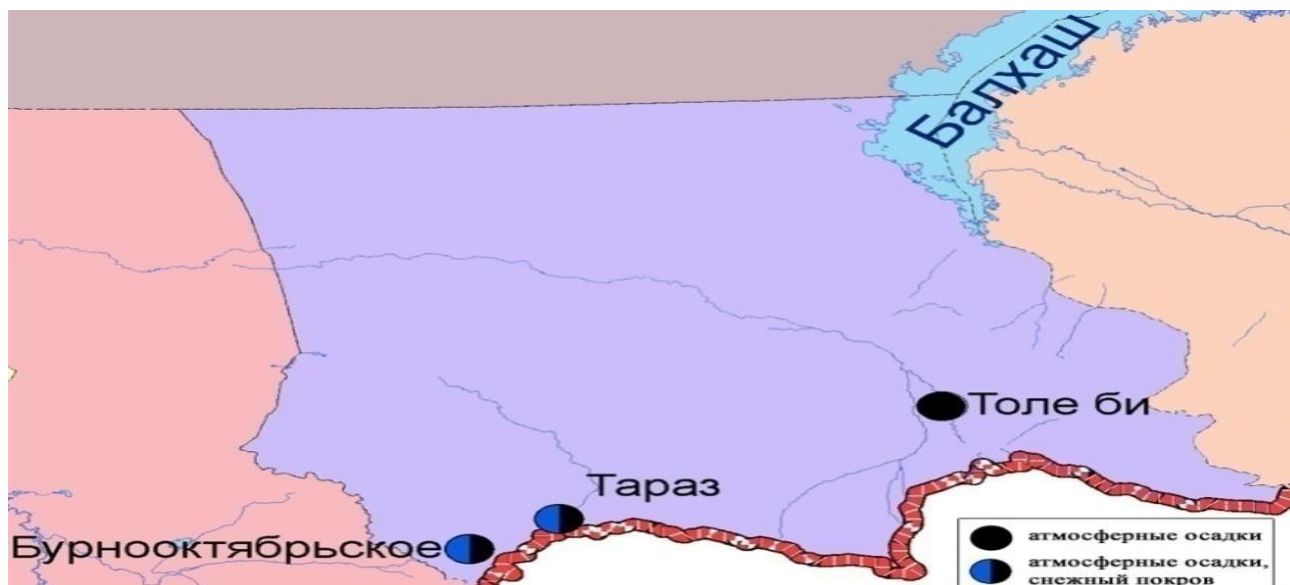 Балхаш
Толе би
Тараз
Бурнооктябрьское
атмосферные осадки
атмосферные осадки,
снежный покров